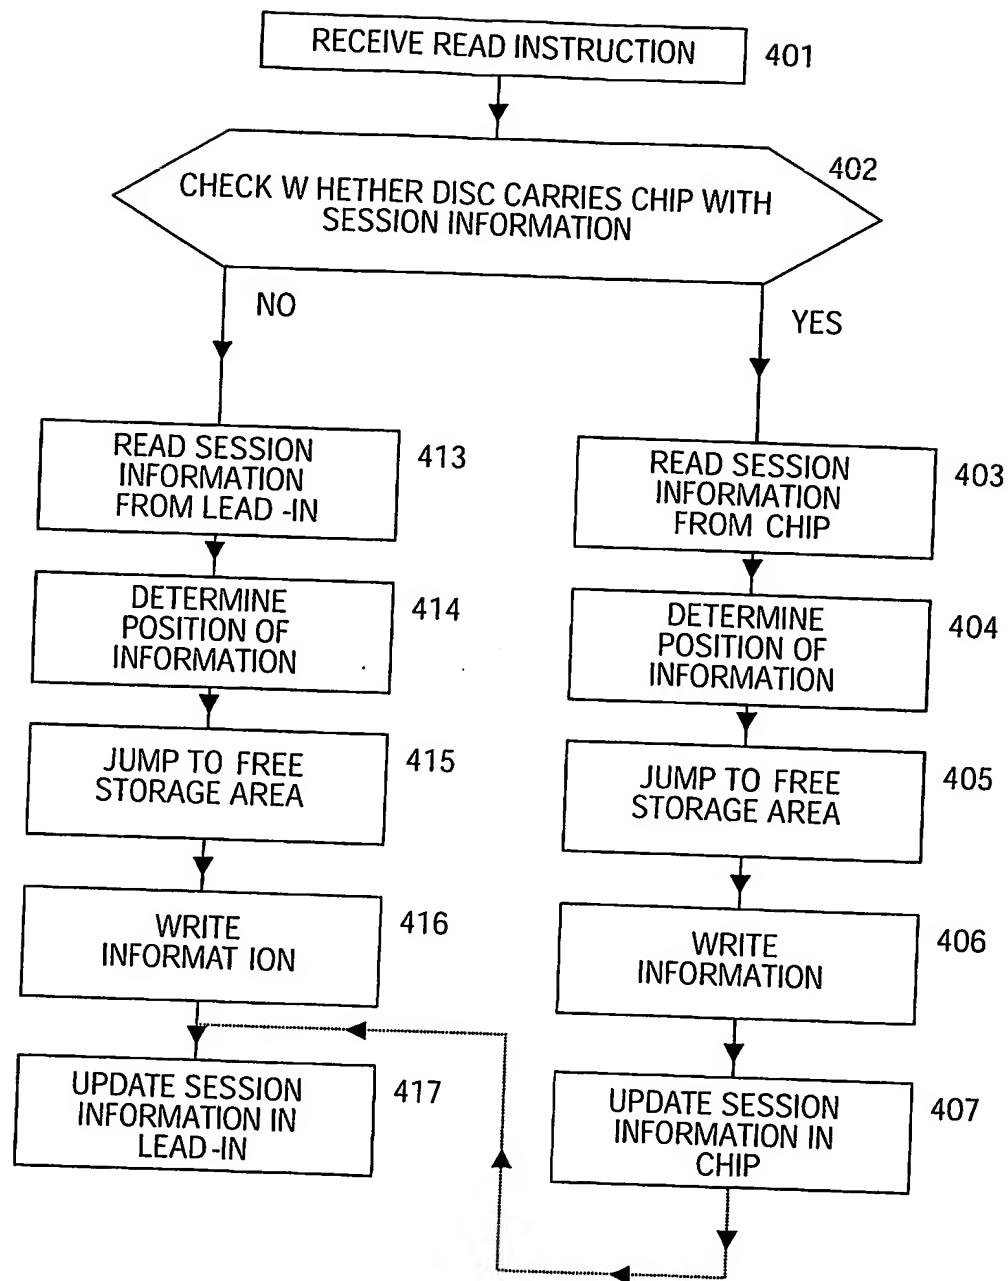 RECEIVE READ INSTRUCTION
401
402
CHECK W HETHER DISC CARRIES CHIP WITH
SESSION INFORMATION
NO
YES
READ SESSION
INFORMATION
FROM LEAD -IN
413
READ SESSION
INFORMATION
FROM CHIP
403
DETERMINE
POSITION OF
INFORMATION
414
DETERMINE
POSITION OF
INFORMATION
404
JUMP TO FREE
STORAGE AREA
415
JUMP TO FREE
STORAGE AREA
405
WRITE
INFORMAT ION
416
WRITE
INFORMATION
406
UPDATE SESSION
INFORMATION IN
LEAD -IN
417
UPDATE SESSION
INFORMATION IN
CHIP
407